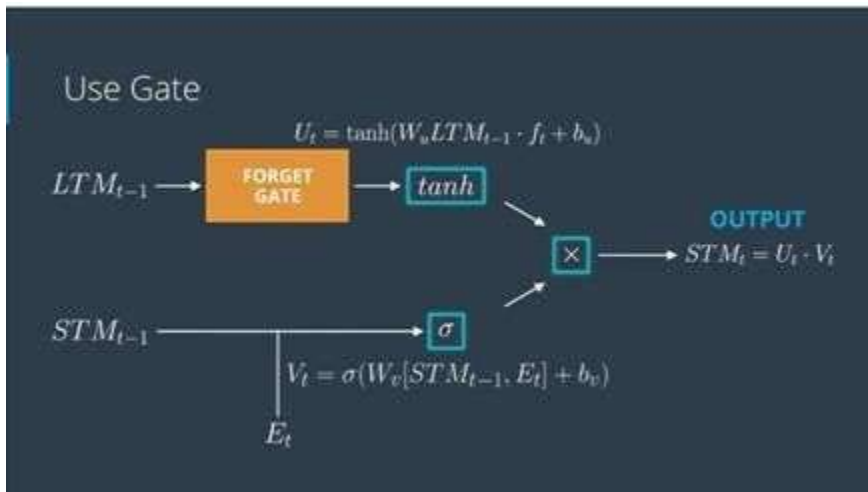 Use Gate
U_t = tanh(W_u LTM_{t-1} · f_t + b_u)
LTM_{t-1}
FORGET
GATE
tanh
×
OUTPUT
STM_t = U_t · V_t
STM_{t-1}
σ
V_t = σ(W_v[STM_{t-1}, E_t] + b_v)
E_t